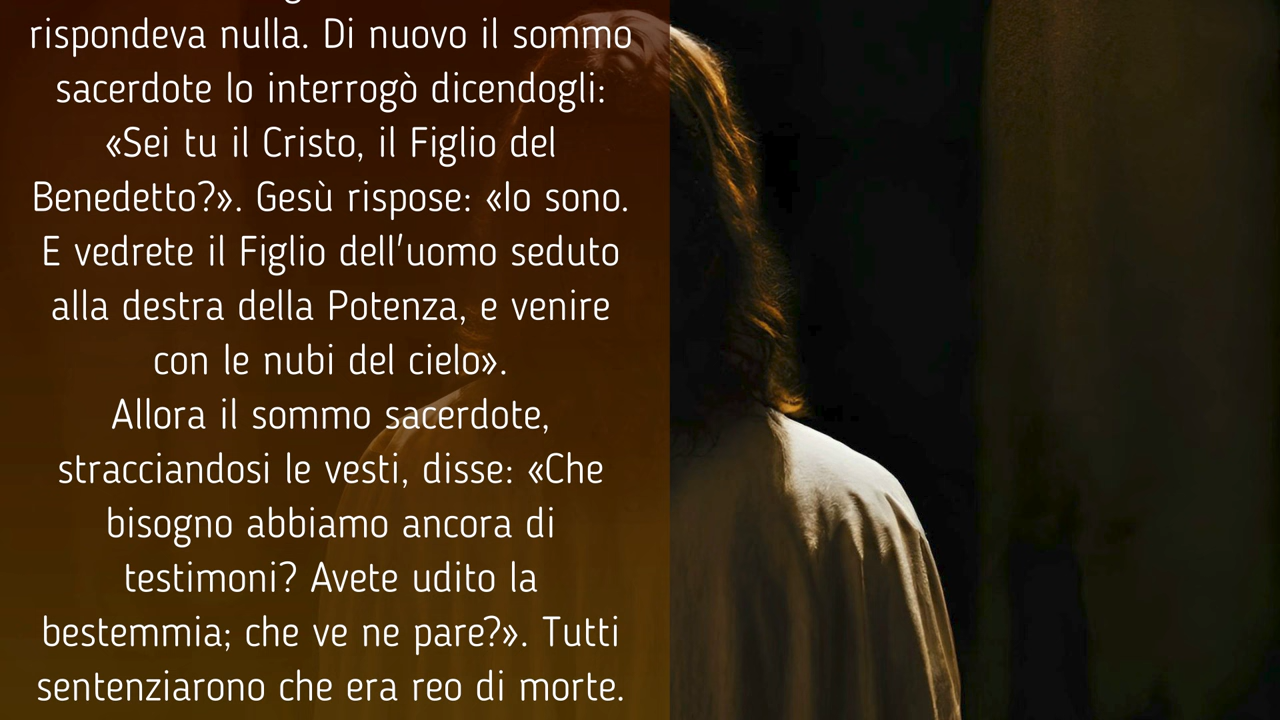 rispondeva nulla. Di nuovo il sommo
sacerdote lo interrogò dicendogli:
«Sei tu il Cristo, il Figlio del
Benedetto?». Gesù rispose: «Io sono.
E vedrete il Figlio dell'uomo seduto
alla destra della Potenza, e venire
con le nubi del cielo».
Allora il sommo sacerdote,
stracciandosi le vesti, disse: «Che
bisogno abbiamo ancora di
testimoni? Avete udito la
bestemmia; che ve ne pare?». Tutti
sentenziarono che era reo di morte.